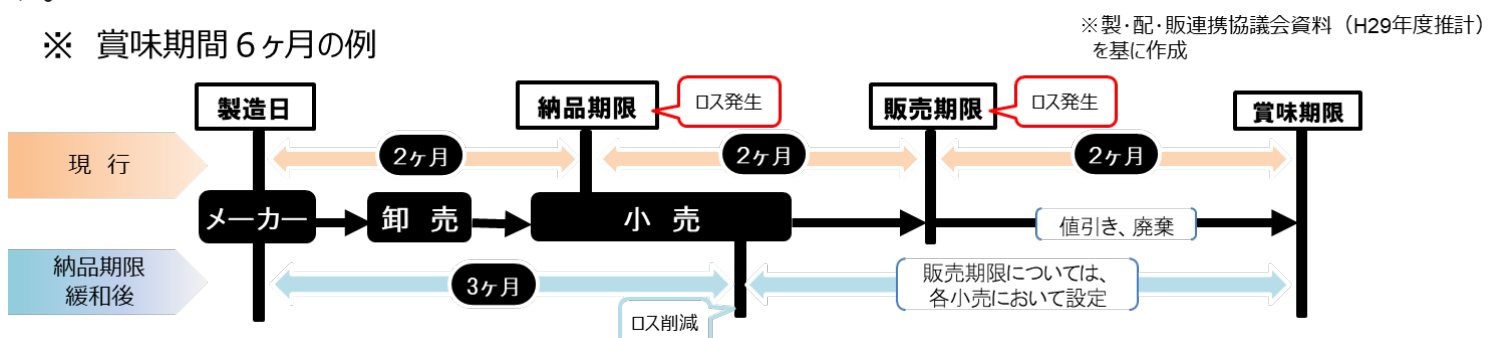 ※ 賞味期間6ヶ月の例
※製・配・販連携協議会資料（H29年度推計）
を基に作成
製造日
納品期限
ロス発生
販売期限
ロス発生
賞味期限
現 行
2ヶ月
2ヶ月
2ヶ月
メーカー
卸 売
小 売
値引き、廃棄
納品期限
緩和後
3ヶ月
販売期限については、
各小売において設定
ロス削減